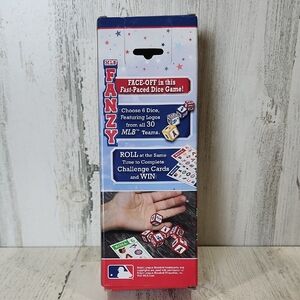 MLB
FANZY
FACE-OFF in this
Fast-Paced Dice Game!
Choose 6 Dice,
Featuring Logos
from all 30
MLB™ Teams.
ROLL at the Same
Time to Complete
Challenge Cards
and WIN!